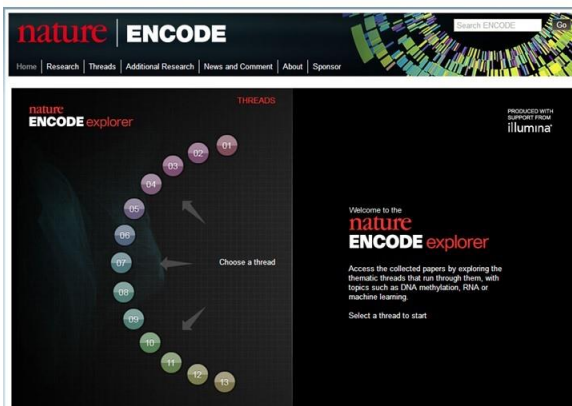 nature | ENCODE
Search ENCODE Go
Home | Research | Threads | Additional Research | News and Comment | About | Sponsor
nature
ENCODE explorer
THREADS
01
02
03
04
05
06
07
08
09
10
11
12
13
Choose a thread
PRODUCED WITH
SUPPORT FROM
illumina®
Welcome to the
nature
ENCODE explorer
Access the collected papers by exploring the
thematic threads that run through them, with
topics such as DNA methylation, RNA or
machine learning.
Select a thread to start